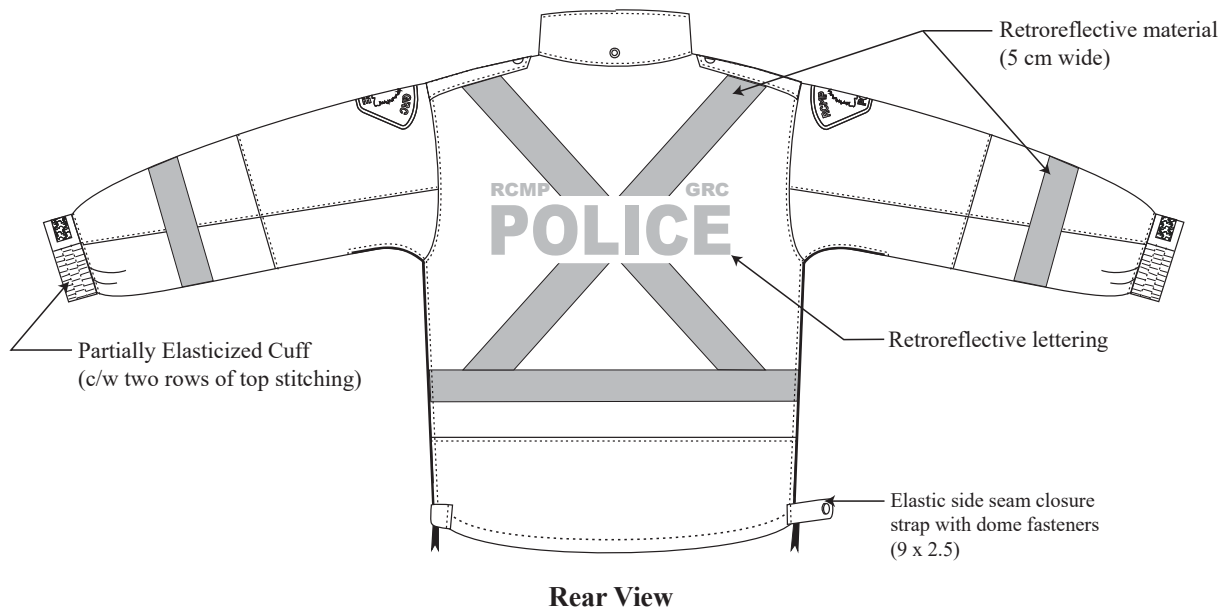 Retroreflective material
(5 cm wide)
GRC
RCMP GRC
POLICE
Partially Elasticized Cuff
(c/w two rows of top stitching)
Retroreflective lettering
Elastic side seam closure
strap with dome fasteners
(9 x 2.5)
Rear View